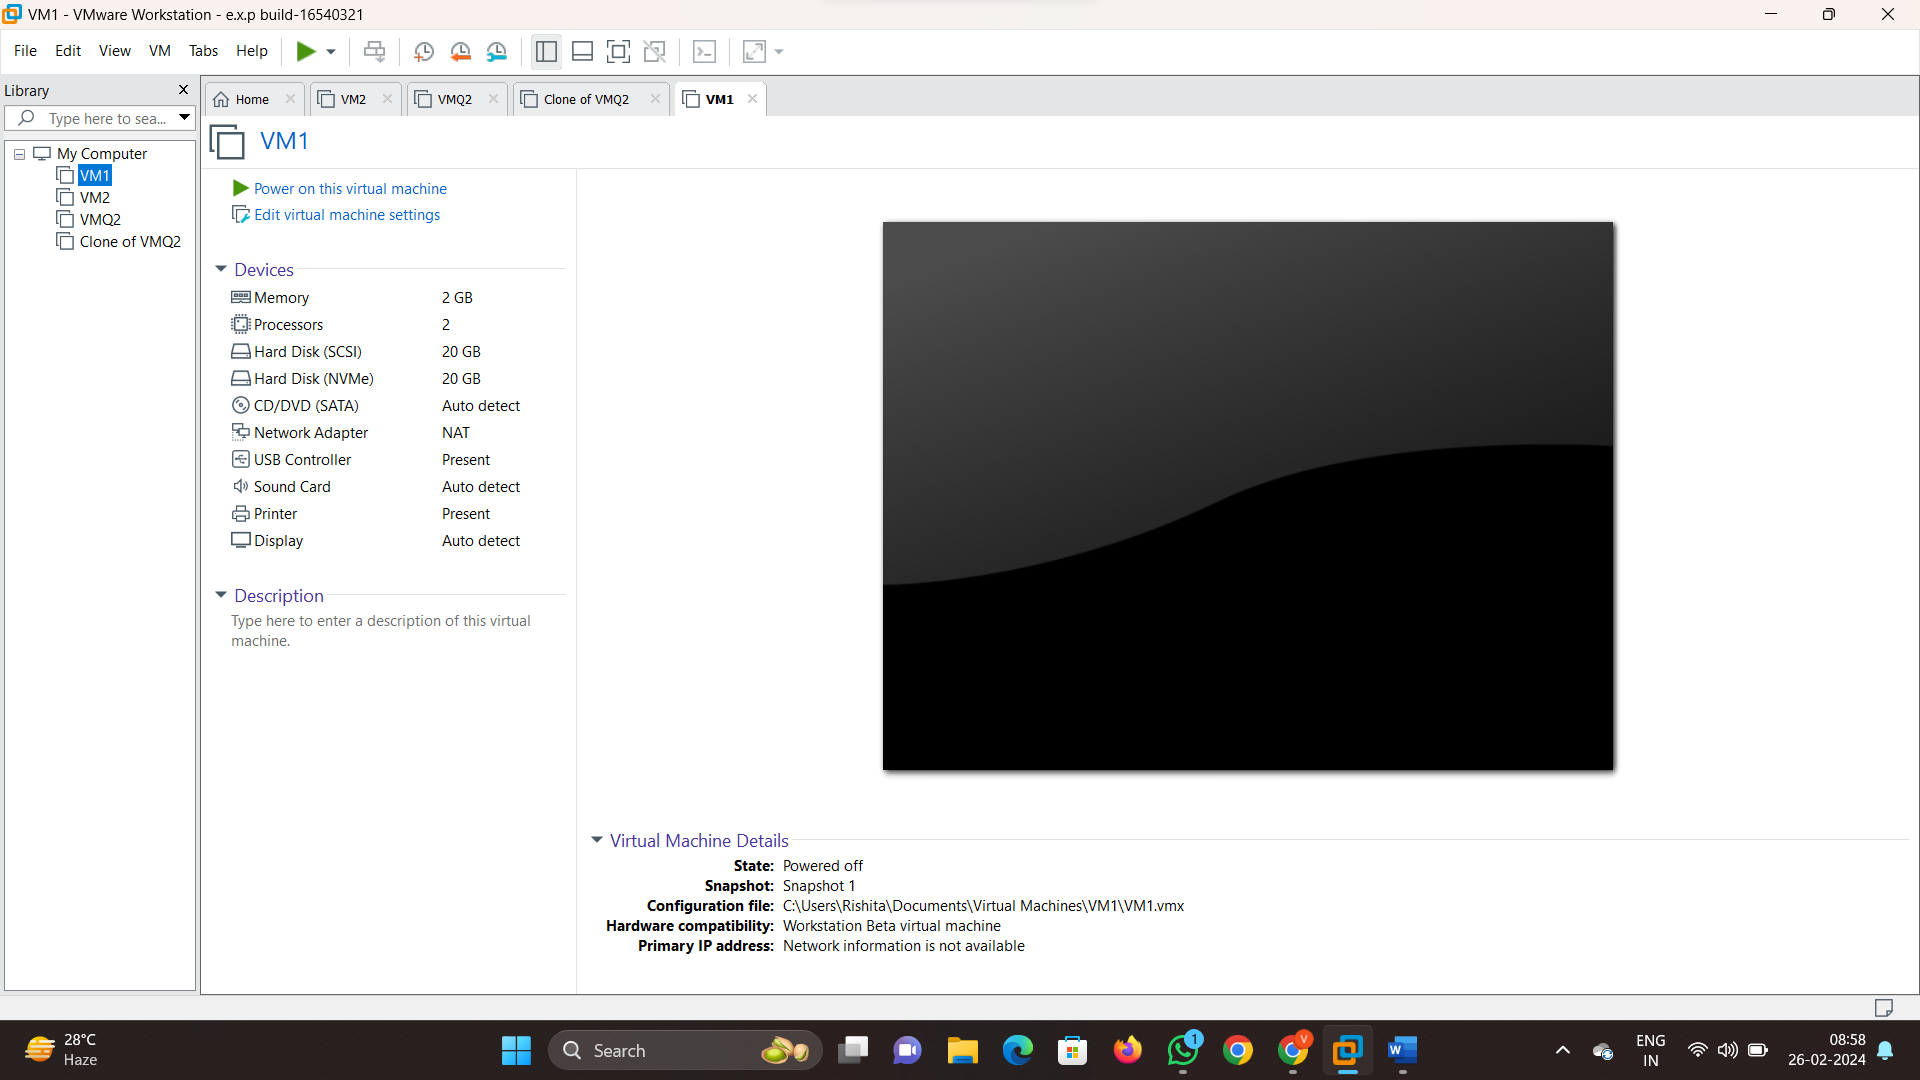 VM1 - VMware Workstation - e.x.p build-16540321
File Edit View VM Tabs Help
Library
Type here to sea...
My Computer
VM1
VM2
VMQ2
Clone of VMQ2
Home VM2 VMQ2 Clone of VMQ2 VM1
VM1
Power on this virtual machine
Edit virtual machine settings
Devices
Memory 2 GB
Processors 2
Hard Disk (SCSI) 20 GB
Hard Disk (NVMe) 20 GB
CD/DVD (SATA) Auto detect
Network Adapter NAT
USB Controller Present
Sound Card Auto detect
Printer Present
Display Auto detect
Description
Type here to enter a description of this virtual
machine.
Virtual Machine Details
State: Powered off
Snapshot: Snapshot 1
Configuration file: C:\Users\Rishita\Documents\Virtual Machines\VM1\VM1.vmx
Hardware compatibility: Workstation Beta virtual machine
Primary IP address: Network information is not available
28°C
Haze
Search
1
V
W
ENG
IN
08:58
26-02-2024